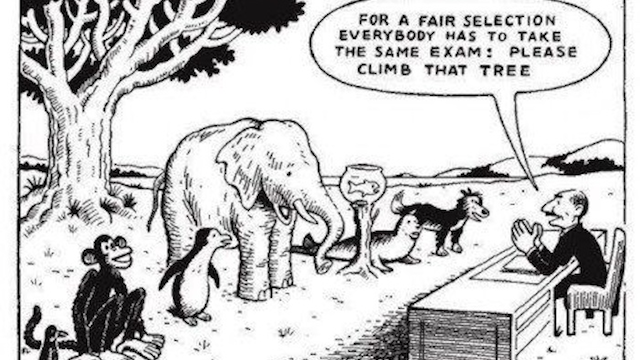 FOR A FAIR SELECTION
EVERYBODY HAS TO TAKE
THE SAME EXAM: PLEASE
CLIMB THAT TREE